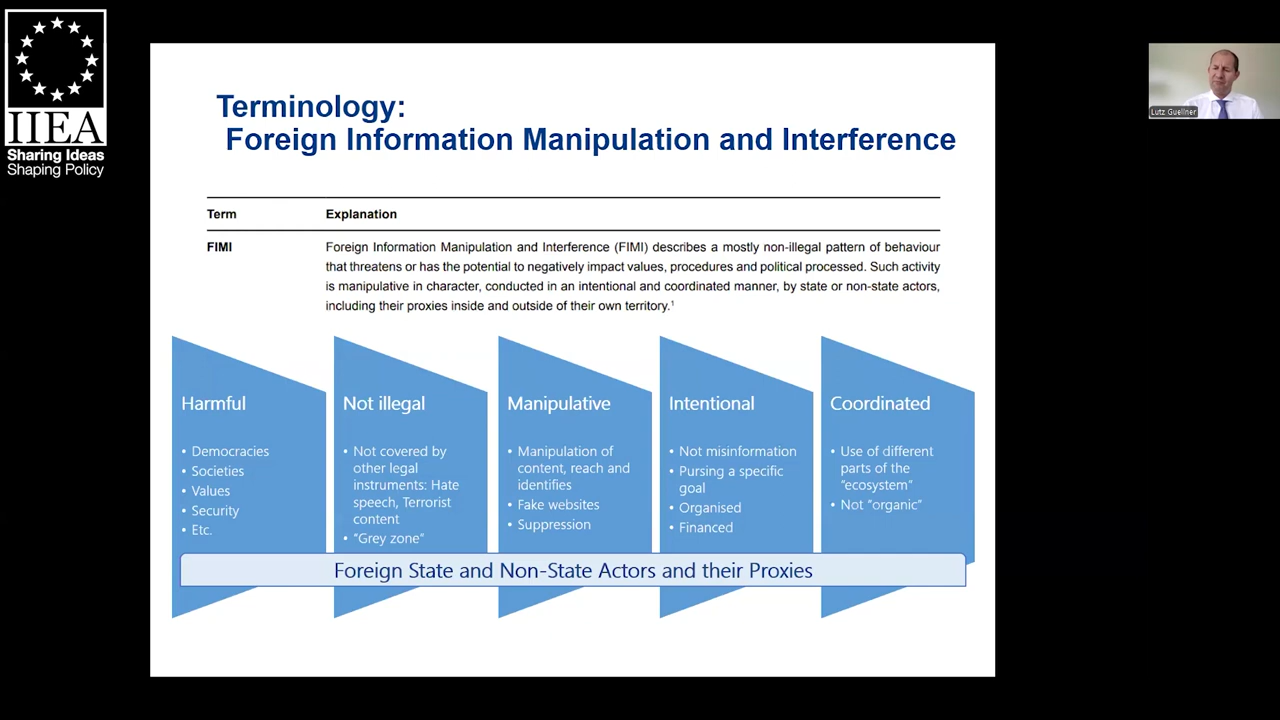 IIEA
Sharing Ideas
Shaping Policy
Terminology:
Foreign Information Manipulation and Interference
Term Explanation
FIMI Foreign Information Manipulation and Interference (FIMI) describes a mostly non-illegal pattern of behaviour
that threatens or has the potential to negatively impact values, procedures and political processed. Such activity
is manipulative in character, conducted in an intentional and coordinated manner, by state or non-state actors,
including their proxies inside and outside of their own territory.¹
Harmful
• Democracies
• Societies
• Values
• Security
• Etc.
Not illegal
• Not covered by
other legal
instruments: Hate
speech, Terrorist
content
• "Grey zone"
Manipulative
• Manipulation of
content, reach and
identifies
• Fake websites
• Suppression
Intentional
• Not misinformation
• Pursing a specific
goal
• Organised
• Financed
Coordinated
• Use of different
parts of the
"ecosystem"
• Not "organic"
Foreign State and Non-State Actors and their Proxies
Lutz Guellner